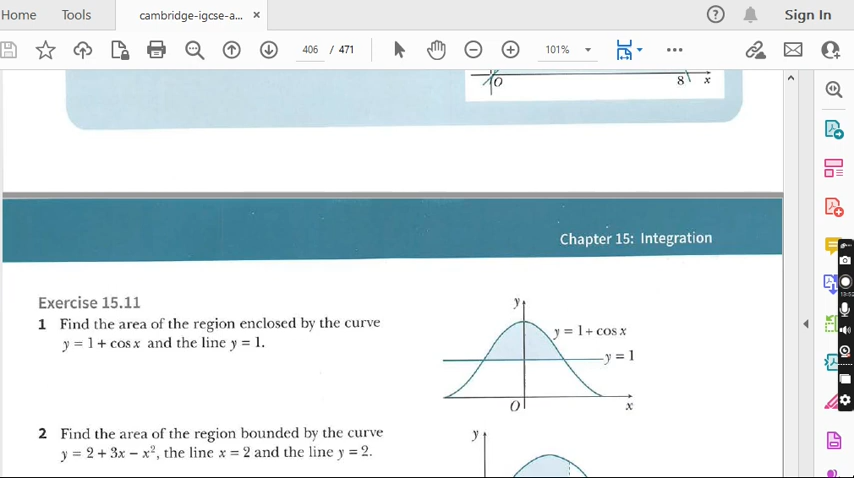 Home Tools cambridge-igcse-a... × Sign In
406 / 471 101%
O 8 x
Chapter 15: Integration
Exercise 15.11
1 Find the area of the region enclosed by the curve
y = 1 + cos x and the line y = 1.
y
y = 1 + cos x
y = 1
O x
2 Find the area of the region bounded by the curve
y = 2 + 3x − x², the line x = 2 and the line y = 2.
y